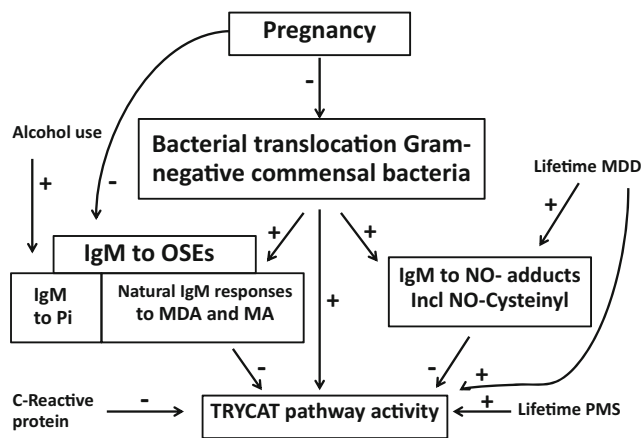 Pregnancy
-
Alcohol use
Bacterial translocation Gram-
negative commensal bacteria
Lifetime MDD
+
-
+
+
+
IgM to OSEs
+
IgM
to Pi
Natural IgM responses
to MDA and MA
IgM to NO- adducts
Incl NO-Cysteinyl
-
-
+
C-Reactive
protein
-
TRYCAT pathway activity
+
Lifetime PMS